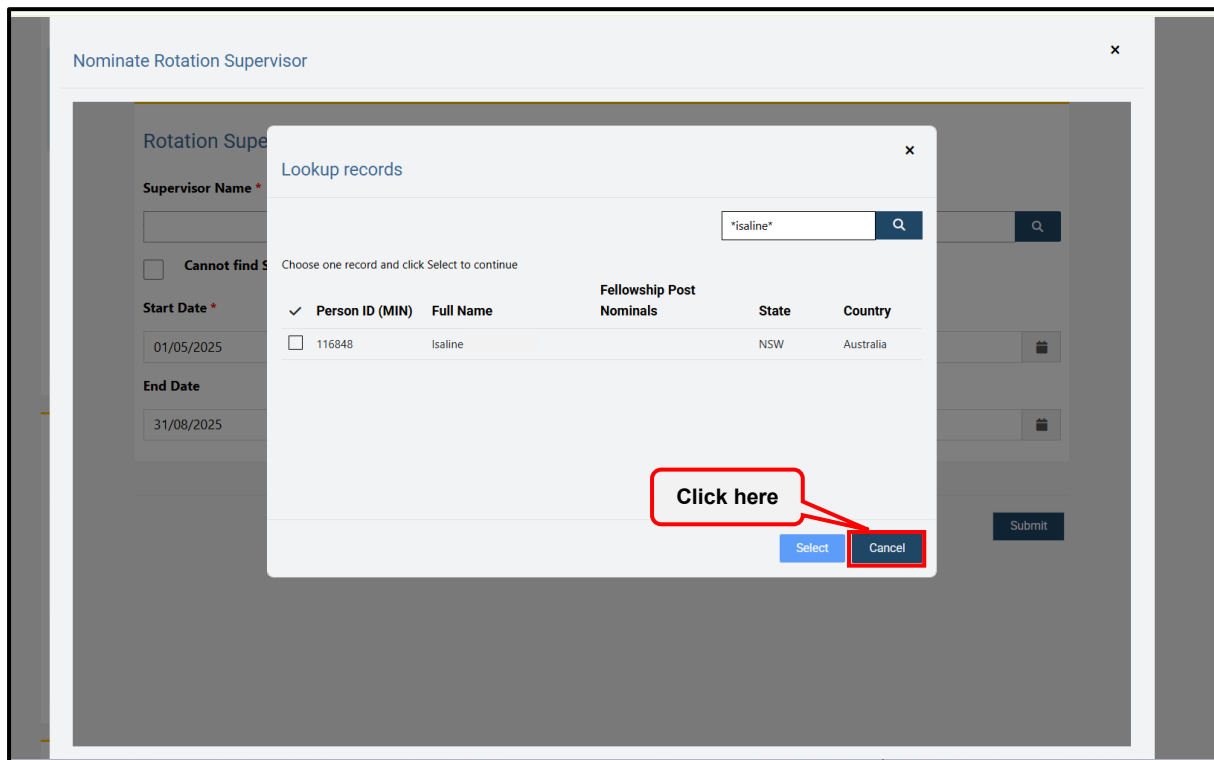 Nominate Rotation Supervisor
×
Rotation Supe
Lookup records
×
Supervisor Name *
*isaline*
Cannot find S
Choose one record and click Select to continue
Start Date *
Person ID (MIN) Full Name Fellowship Post Nominals State Country
116848 Isaline NSW Australia
01/05/2025
End Date
31/08/2025
Click here
Select Cancel
Submit